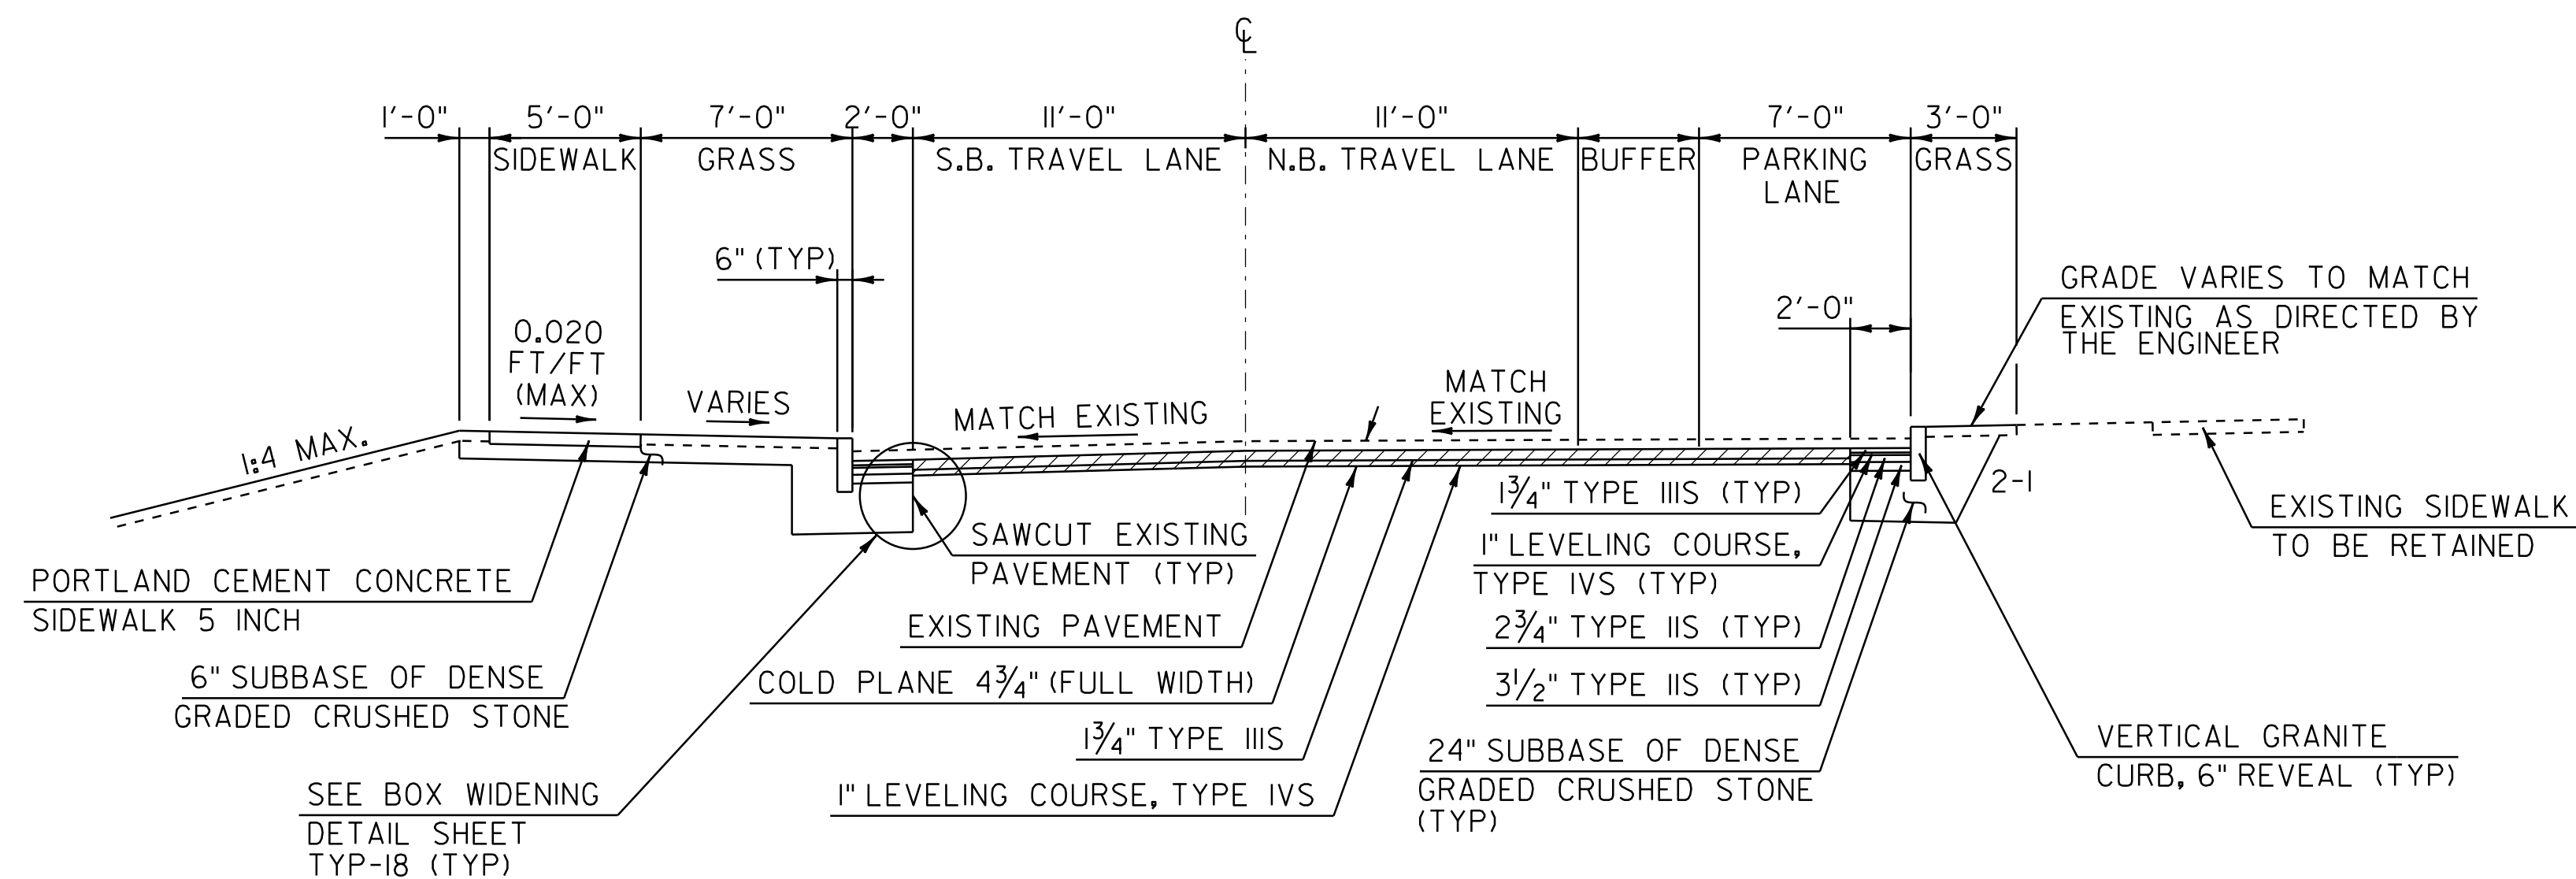 ℄
1'-0" 5'-0" 7'-0" 2'-0" 11'-0" 11'-0" 7'-0" 3'-0"
SIDEWALK GRASS S.B. TRAVEL LANE N.B. TRAVEL LANE BUFFER PARKING GRASS
LANE
6" (TYP)
GRADE VARIES TO MATCH
EXISTING AS DIRECTED BY
THE ENGINEER
2'-0"
0.020
FT/FT
(MAX)
VARIES
MATCH EXISTING
MATCH
EXISTING
1:4 MAX.
2-1
1¾" TYPE IIIS (TYP)
EXISTING SIDEWALK
TO BE RETAINED
SAWCUT EXISTING
PAVEMENT (TYP)
1" LEVELING COURSE,
TYPE IVS (TYP)
PORTLAND CEMENT CONCRETE
SIDEWALK 5 INCH
EXISTING PAVEMENT
2¾" TYPE IIS (TYP)
6" SUBBASE OF DENSE
GRADED CRUSHED STONE
COLD PLANE 4¾" (FULL WIDTH)
3½" TYPE IIS (TYP)
1¾" TYPE IIIS
24" SUBBASE OF DENSE
GRADED CRUSHED STONE
(TYP)
VERTICAL GRANITE
CURB, 6" REVEAL (TYP)
SEE BOX WIDENING
DETAIL SHEET
TYP-18 (TYP)
1" LEVELING COURSE, TYPE IVS